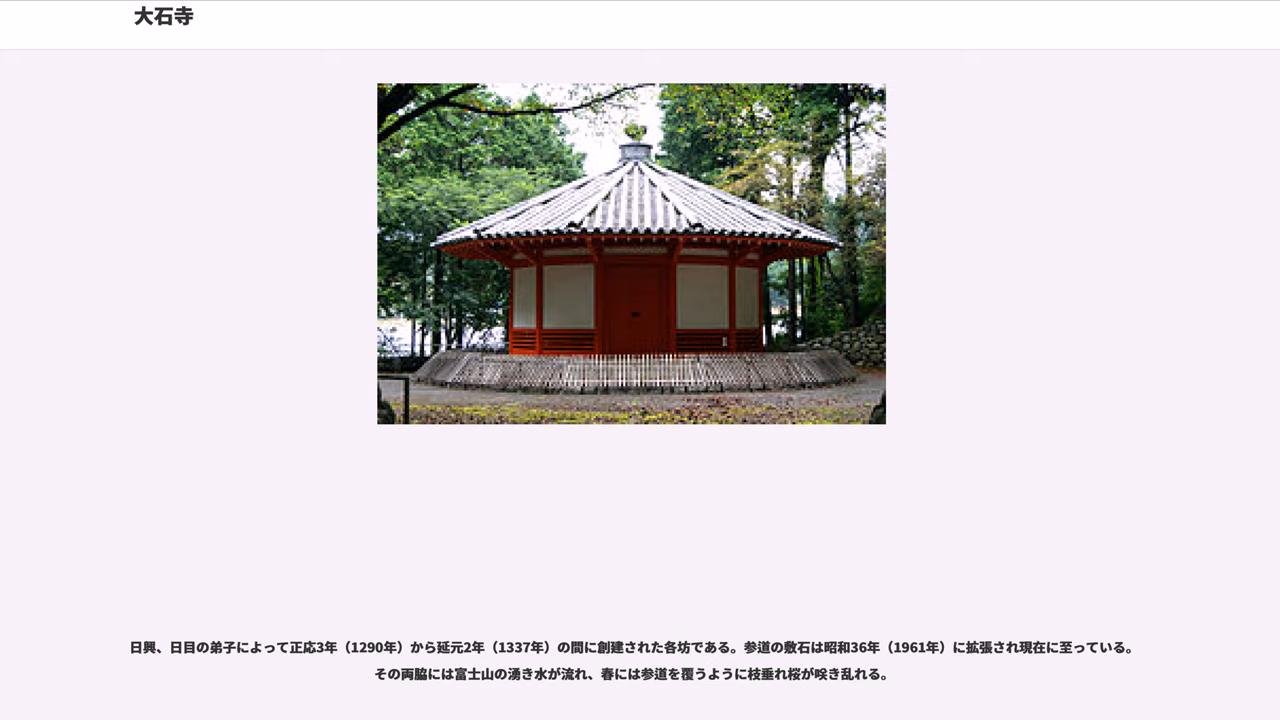 大石寺
日興、日目の弟子によって正応3年（1290年）から延元2年（1337年）の間に創建された各坊である。参道の敷石は昭和36年（1961年）に拡張され現在に至っている。
その両脇には富士山の湧き水が流れ、春には参道を覆うように枝垂れ桜が咲き乱れる。